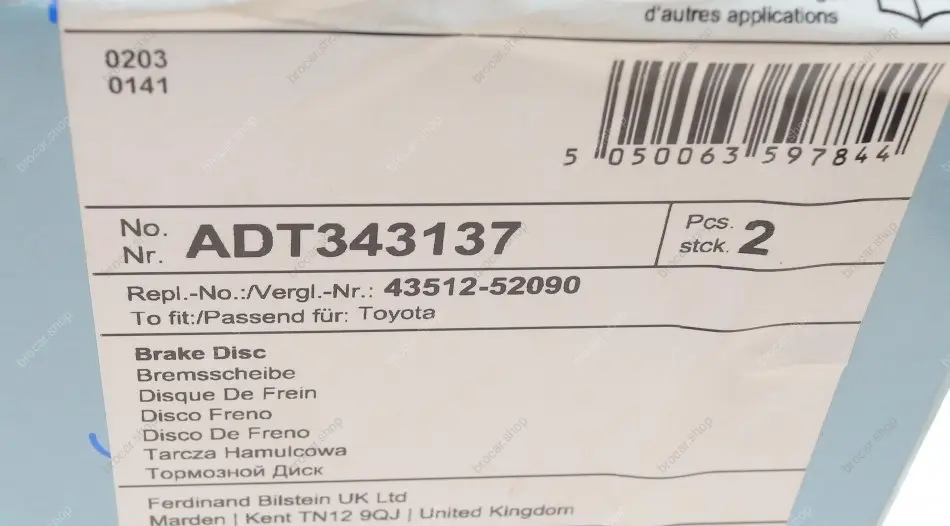 d'autres applications
0203
0141
5 050063 597844
No.
Nr. ADT343137
Pcs.
stck. 2
Repl.-No.:/Vergl.-Nr.: 43512-52090
To fit:/Passend für: Toyota
Brake Disc
Bremsscheibe
Disque De Frein
Disco Freno
Disco De Freno
Tarcza Hamulcowa
Тормозной Диск
Ferdinand Bilstein UK Ltd
Marden | Kent TN12 9QJ | United Kingdom
brocar.shop